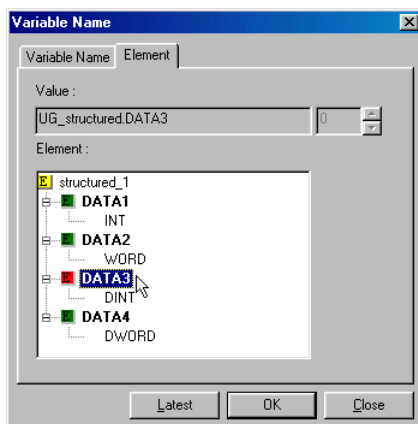 Variable Name
Variable Name Element
Value :
UG_structured.DATA3 0
Element :
E structured_1
E DATA1
INT
E DATA2
WORD
E DATA3
DINT
E DATA4
DWORD
Latest OK Close